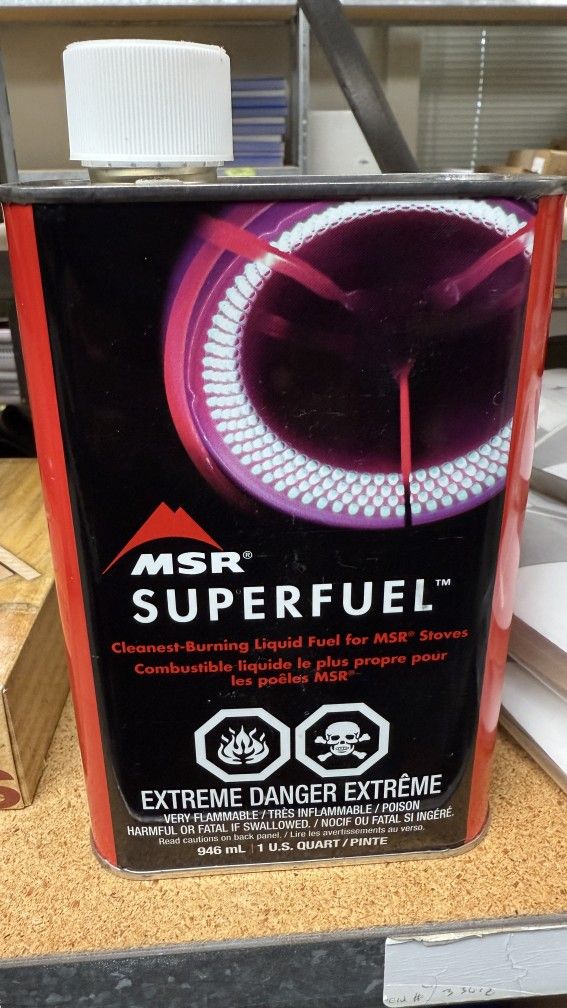 MSR®
SUPERFUEL™
Cleanest-Burning Liquid Fuel for MSR® Stoves
Combustible liquide le plus propre pour
les poêles MSR®
EXTREME DANGER EXTRÊME
VERY FLAMMABLE / TRÈS INFLAMMABLE / POISON
HARMFUL OR FATAL IF SWALLOWED. / NOCIF OU FATAL SI INGÉRÉ.
Read cautions on back panel. / Lire les avertissements au verso.
946 mL | 1 U.S. QUART / PINTE